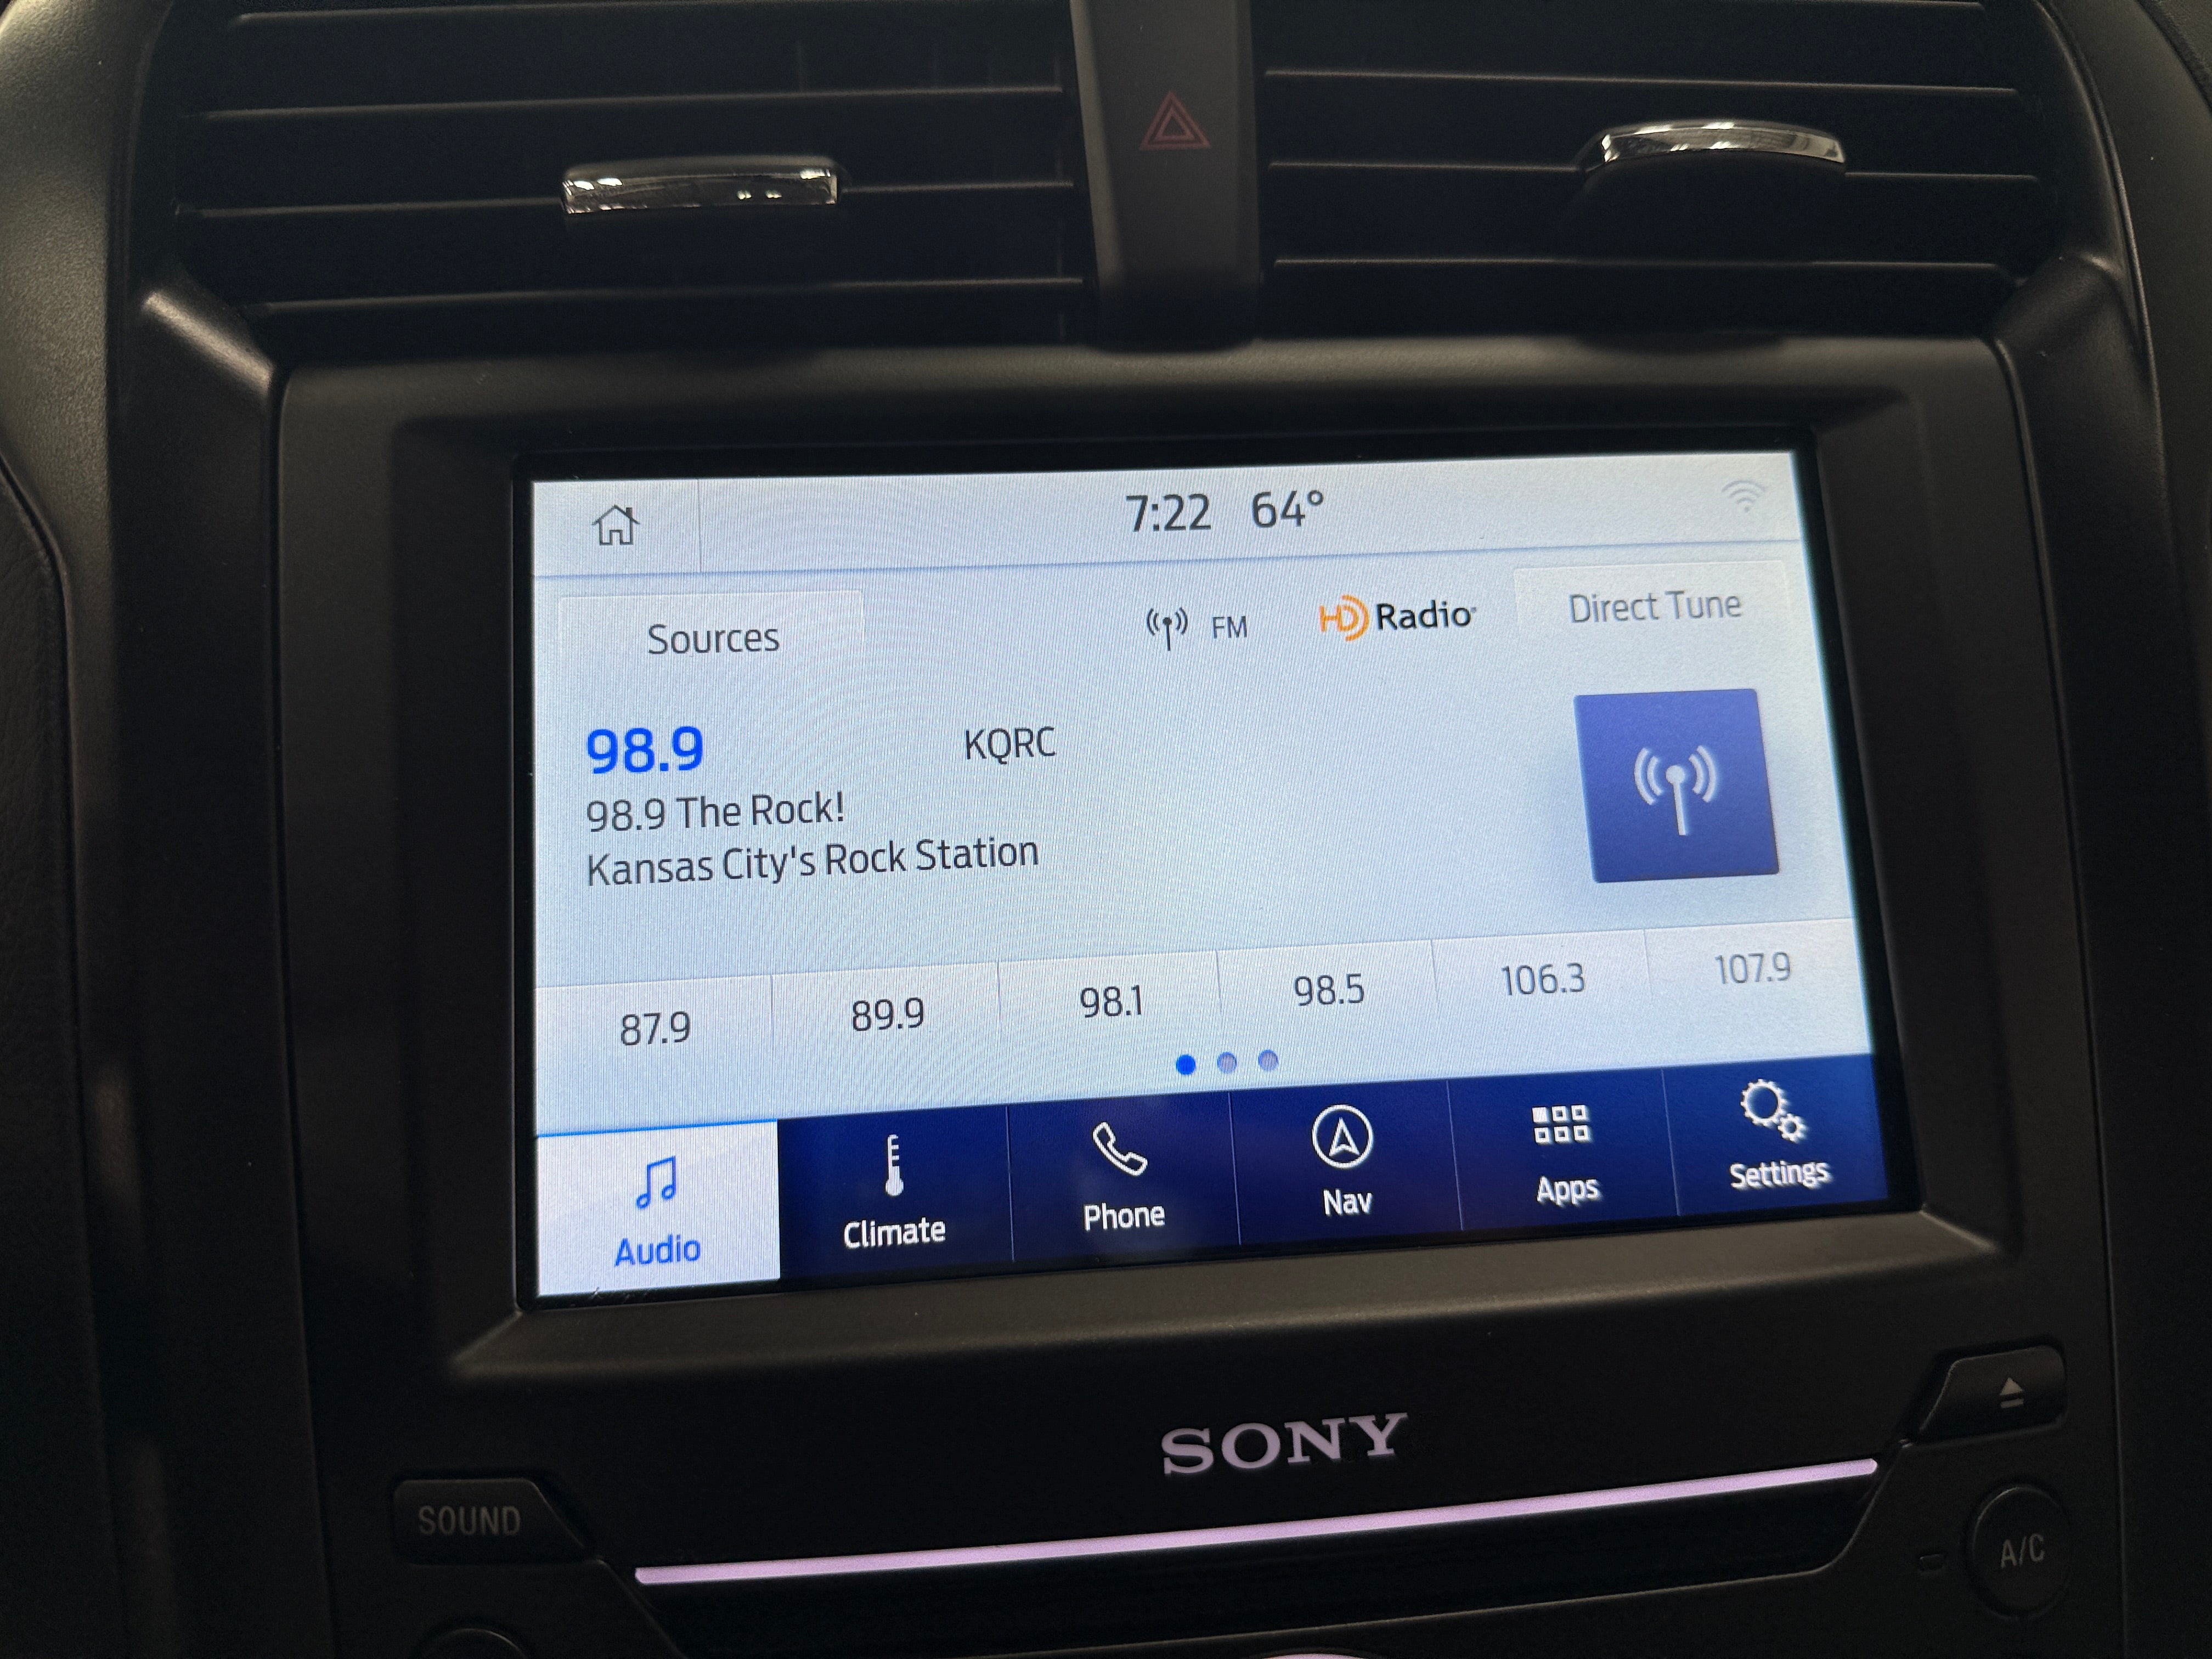 7:22 64°
Sources FM HD Radio Direct Tune
98.9 KQRC
98.9 The Rock!
Kansas City's Rock Station
87.9 89.9 98.1 98.5 106.3 107.9
Audio Climate Phone Nav Apps Settings
SONY
SOUND
A/C